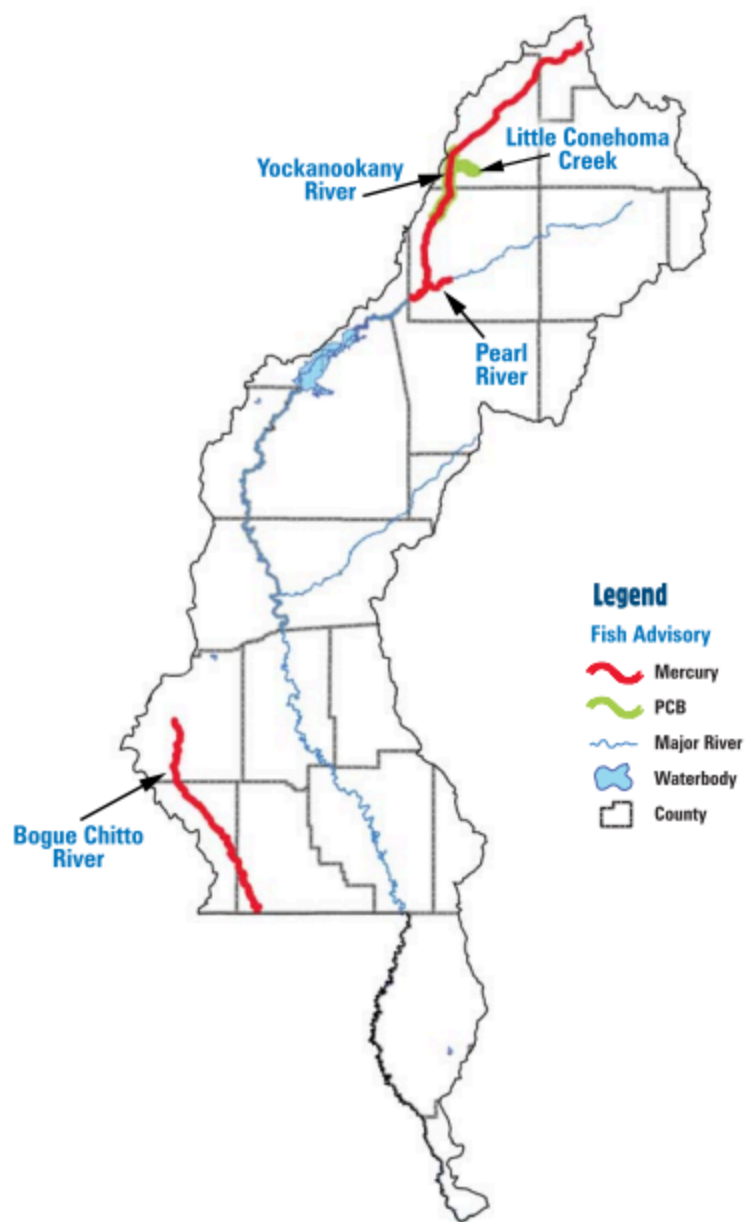 Little Conehoma
Creek
Yockanookany
River
Pearl
River
Legend
Fish Advisory
Mercury
PCB
Major River
Waterbody
County
Bogue Chitto
River